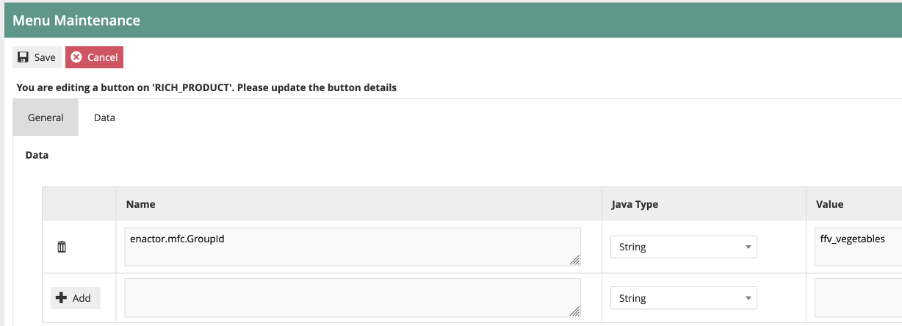 Menu Maintenance
Save Cancel
You are editing a button on 'RICH_PRODUCT'. Please update the button details
General Data
Data
Name Java Type Value
enactor.mfc.GroupId String ffv_vegetables
Add String